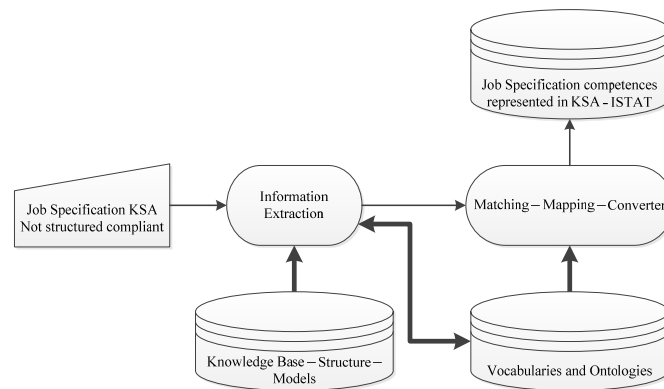 Job Specification competences
represented in KSA - ISTAT
Job Specification KSA
Not structured compliant
Information
Extraction
Matching – Mapping – Converter
Knowledge Base – Structure –
Models
Vocabularies and Ontologies